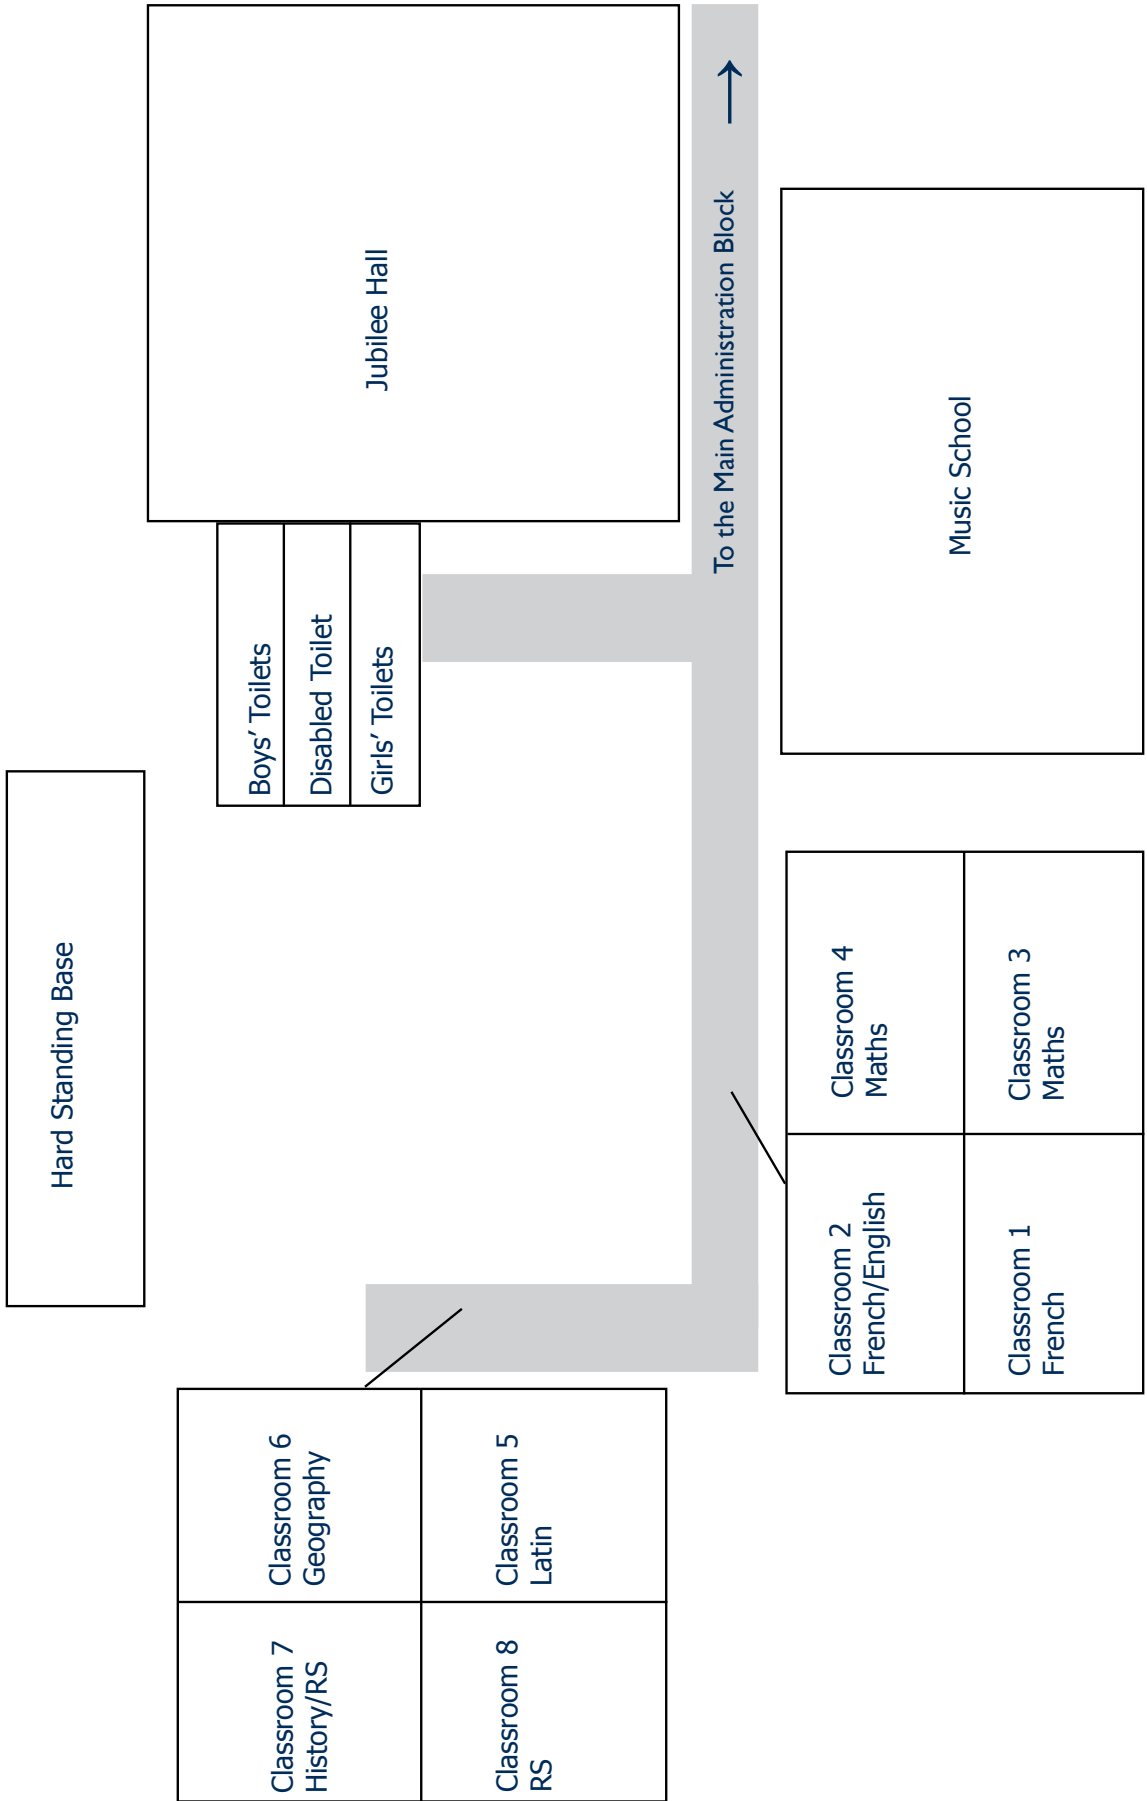 Hard Standing Base
Classroom 7
History/RS
Classroom 6
Geography
Boys’ Toilets
Disabled Toilet
Girls’ Toilets
Jubilee Hall
Classroom 8
RS
Classroom 5
Latin
To the Main Administration Block →
Classroom 2
French/English
Classroom 4
Maths
Music School
Classroom 1
French
Classroom 3
Maths